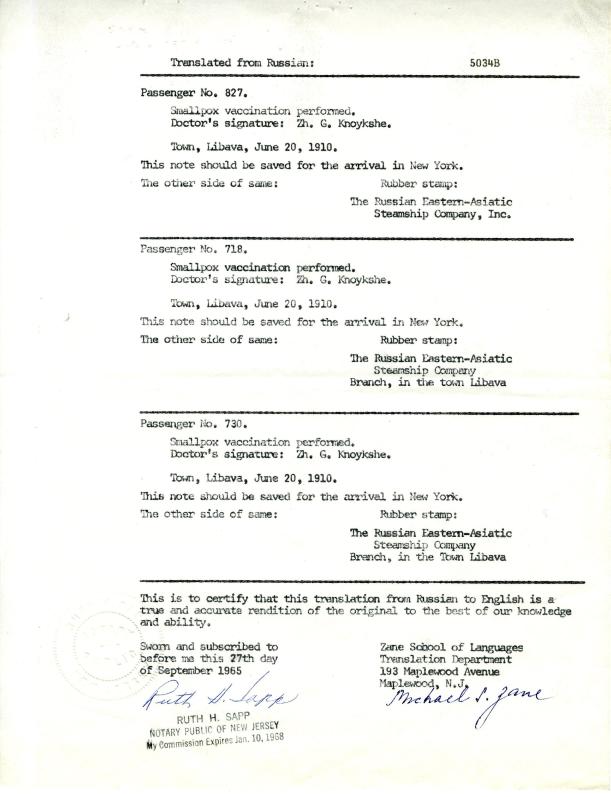 Translated from Russian: 5034B
Passenger No. 827.
Smallpox vaccination performed.
Doctor's signature: Zh. G. Knoykshe.
Town, Libava, June 20, 1910.
This note should be saved for the arrival in New York.
The other side of same: Rubber stamp:
The Russian Eastern-Asiatic
Steamship Company, Inc.
Passenger No. 718.
Smallpox vaccination performed.
Doctor's signature: Zh. G. Knoykshe.
Town, Libava, June 20, 1910.
This note should be saved for the arrival in New York.
The other side of same: Rubber stamp:
The Russian Eastern-Asiatic
Steamship Company
Branch, in the town Libava
Passenger No. 730.
Smallpox vaccination performed.
Doctor's signature: Zh. G. Knoykshe.
Town, Libava, June 20, 1910.
This note should be saved for the arrival in New York.
The other side of same: Rubber stamp:
The Russian Eastern-Asiatic
Steamship Company
Branch, in the Town Libava
This is to certify that this translation from Russian to English is a
true and accurate rendition of the original to the best of our knowledge
and ability.
Sworn and subscribed to
before me this 27th day
of September 1965
Ruth H. Sapp
RUTH H. SAPP
NOTARY PUBLIC OF NEW JERSEY
My Commission Expires Jan. 10, 1968
Zane School of Languages
Translation Department
193 Maplewood Avenue
Maplewood, N.J.
Michael S. Zane